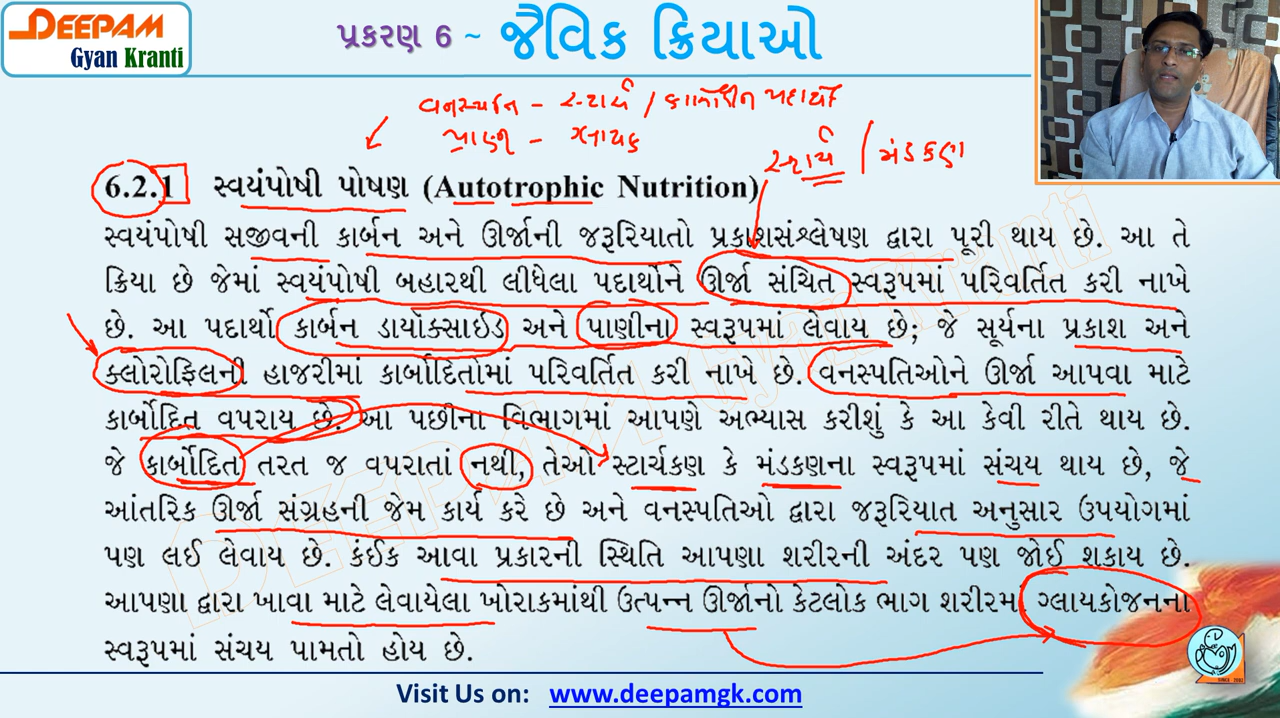 DEEPAM
Gyan Kranti
પ્રકરણ 6 ~ જૈવિક ક્રિયાઓ
વનસ્પતિ - સ્ટાર્ચ / કાર્બોદિત પદાર્થો
પ્રાણી -
સ્ટાર્ચ / મંડકણ
6.2.1 સ્વયંપોષી પોષણ (Autotrophic Nutrition)
સ્વયંપોષી સજીવની કાર્બન અને ઊર્જાની જરૂરિયાતો પ્રકાશસંશ્લેષણ દ્વારા પૂરી થાય છે. આ તે
ક્રિયા છે જેમાં સ્વયંપોષી બહારથી લીધેલા પદાર્થોને ઊર્જા સંચિત સ્વરૂપમાં પરિવર્તિત કરી નાખે
છે. આ પદાર્થો કાર્બન ડાયૉક્સાઇડ અને પાણીના સ્વરૂપમાં લેવાય છે; જે સૂર્યના પ્રકાશ અને
ક્લોરોફિલની હાજરીમાં કાર્બોદિતોમાં પરિવર્તિત કરી નાખે છે. વનસ્પતિઓને ઊર્જા આપવા માટે
કાર્બોદિત વપરાય છે. આ પછીના વિભાગમાં આપણે અભ્યાસ કરીશું કે આ કેવી રીતે થાય છે.
જે કાર્બોદિત તરત જ વપરાતાં નથી, તેઓ સ્ટાર્ચકણ કે મંડકણના સ્વરૂપમાં સંચય થાય છે, જે
આંતરિક ઊર્જા સંગ્રહની જેમ કાર્ય કરે છે અને વનસ્પતિઓ દ્વારા જરૂરિયાત અનુસાર ઉપયોગમાં
પણ લઈ લેવાય છે. કંઈક આવા પ્રકારની સ્થિતિ આપણા શરીરની અંદર પણ જોઈ શકાય છે.
આપણા દ્વારા ખાવા માટે લેવાયેલા ખોરાકમાંથી ઉત્પન્ન ઊર્જાનો કેટલોક ભાગ શરીરમાં ગ્લાયકોજનના
સ્વરૂપમાં સંચય પામતો હોય છે.
Visit Us on: www.deepamgk.com